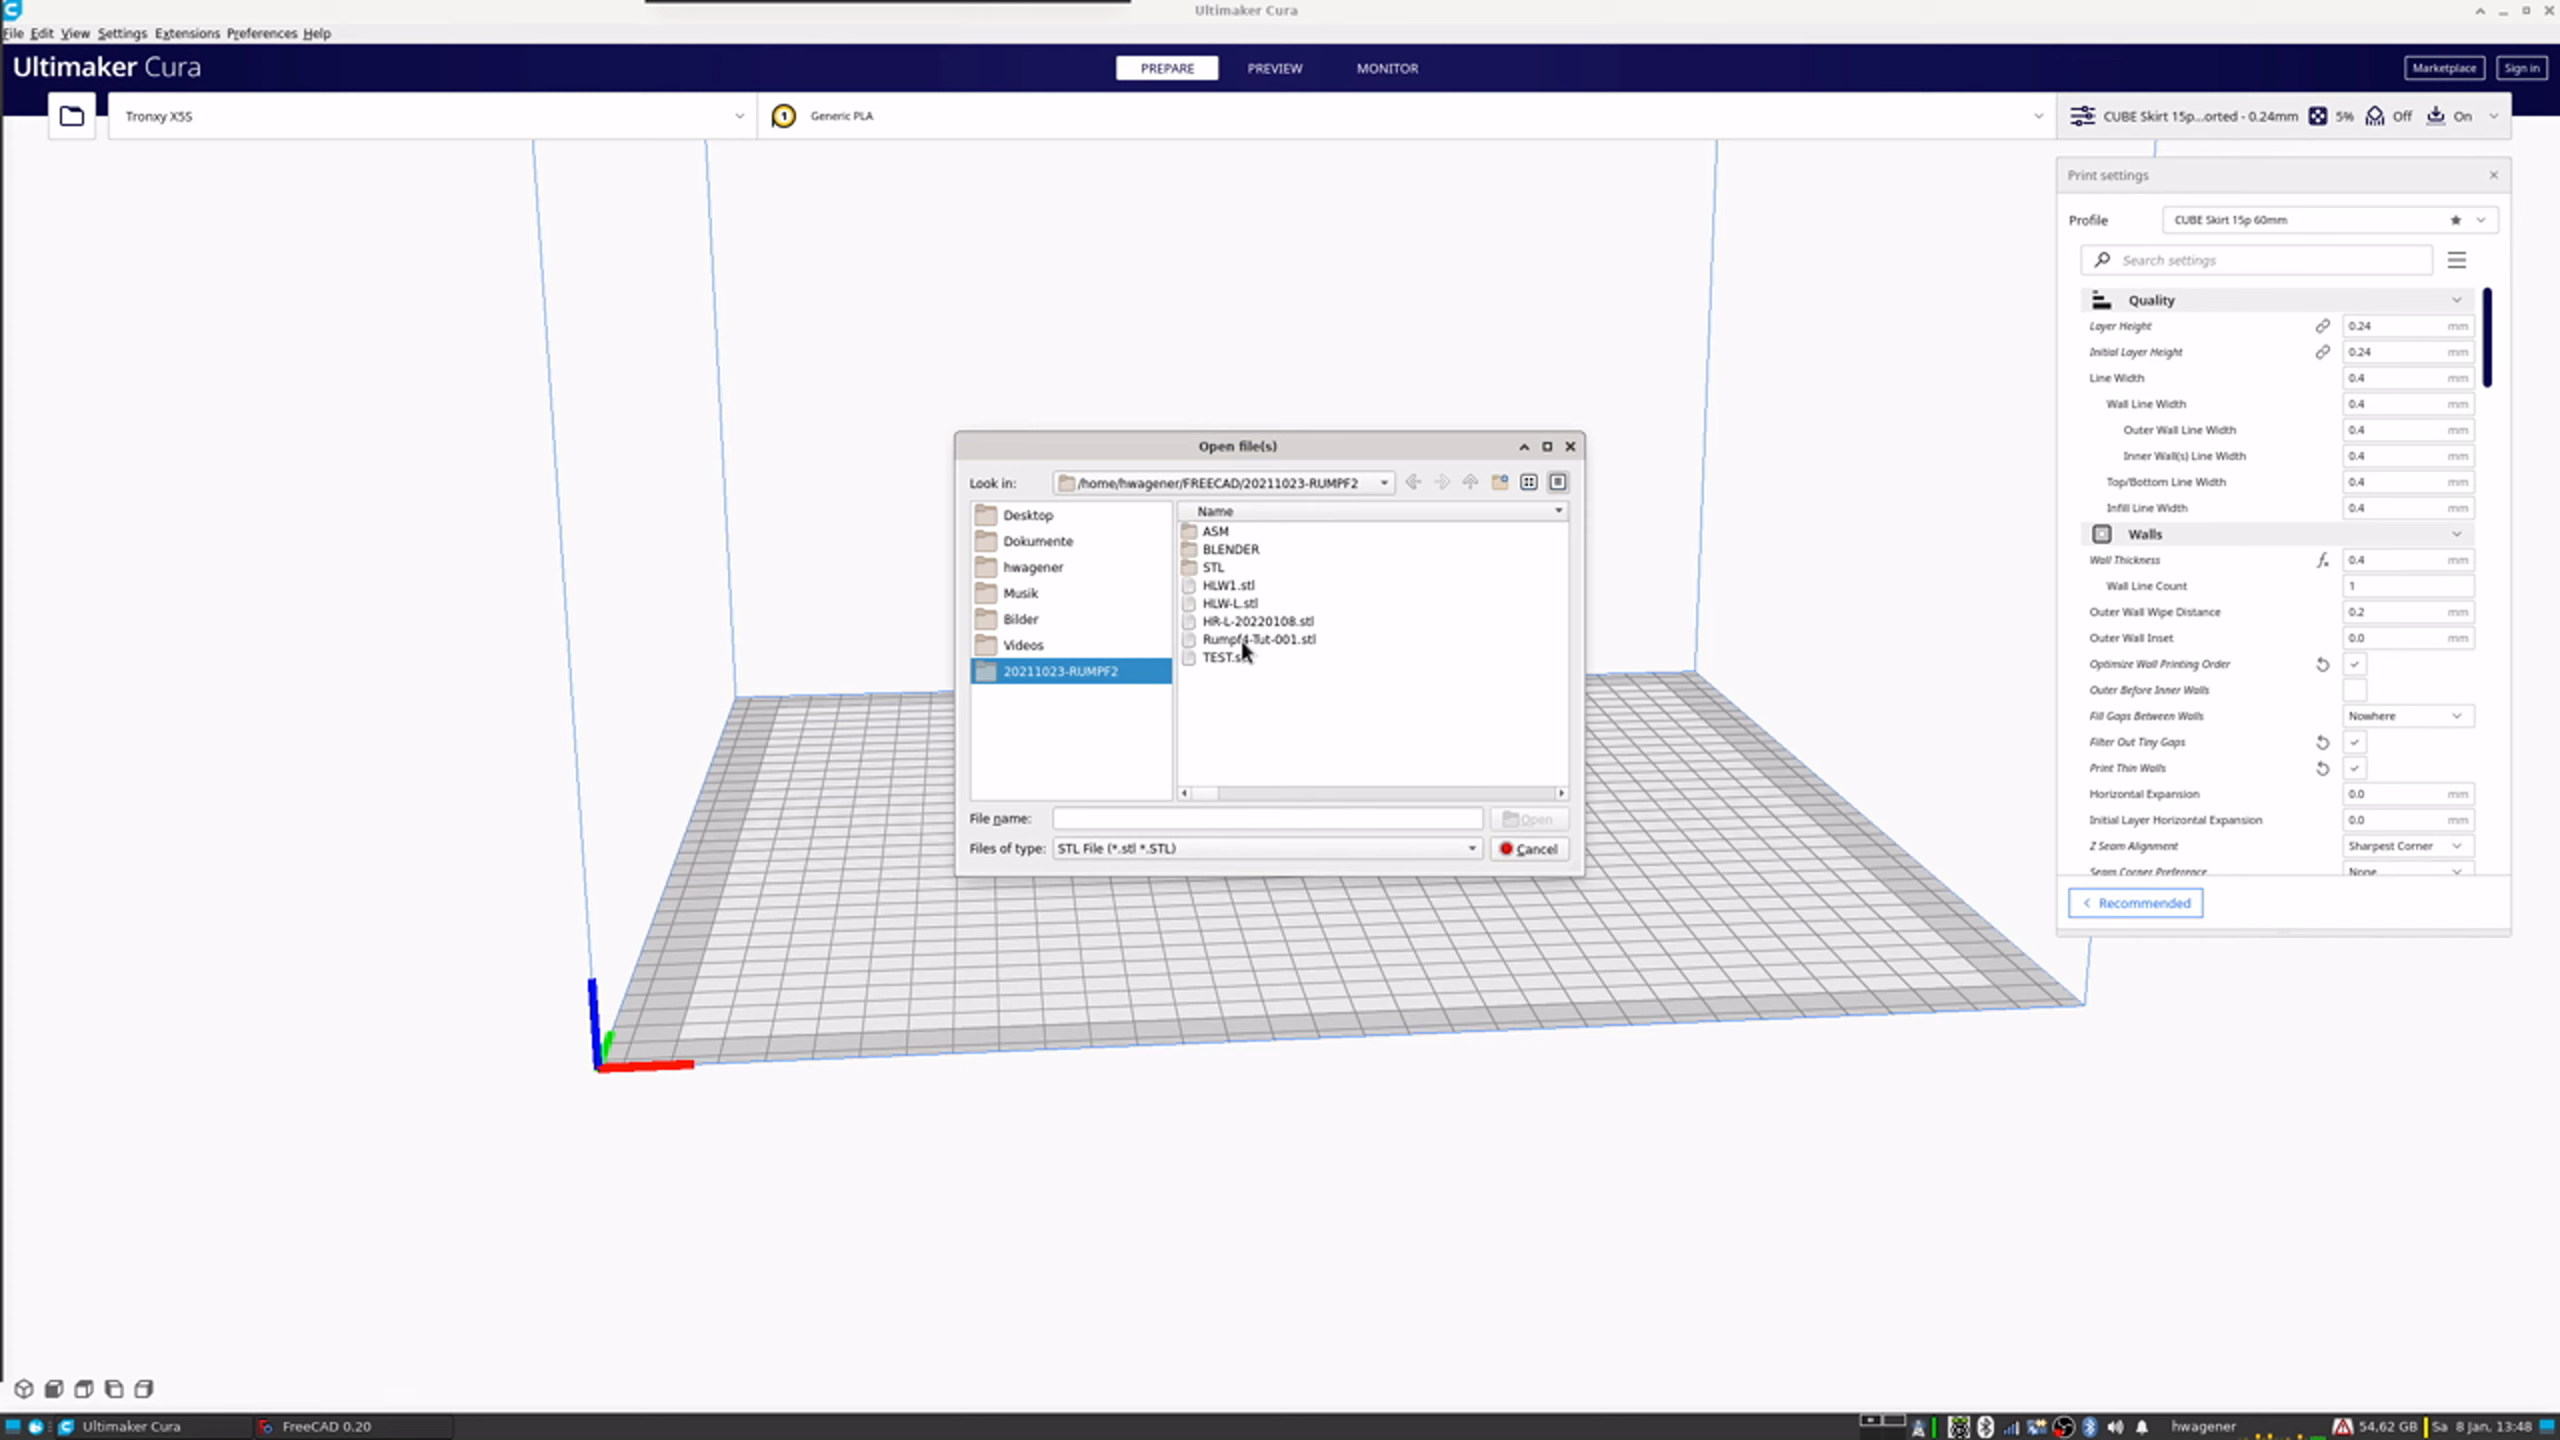 Ultimaker Cura
File Edit View Settings Extensions Preferences Help
Ultimaker Cura
PREPARE PREVIEW MONITOR
Marketplace Sign in
Tronxy X5S
1 Generic PLA
CUBE Skirt 15p...orted - 0.24mm 5% Off On
Print settings
Profile CUBE Skirt 15p 60mm
Search settings
Quality
Layer Height 0.24 mm
Initial Layer Height 0.24 mm
Line Width 0.4 mm
Wall Line Width 0.4 mm
Outer Wall Line Width 0.4 mm
Inner Wall(s) Line Width 0.4 mm
Top/Bottom Line Width 0.4 mm
Infill Line Width 0.4 mm
Walls
Wall Thickness 0.4 mm
Wall Line Count 1
Outer Wall Wipe Distance 0.2 mm
Outer Wall Inset 0.0 mm
Optimize Wall Printing Order
Outer Before Inner Walls
Fill Gaps Between Walls Nowhere
Filter Out Tiny Gaps
Print Thin Walls
Horizontal Expansion 0.0 mm
Initial Layer Horizontal Expansion 0.0 mm
Z Seam Alignment Sharpest Corner
Seam Corner Preference None
Recommended
Open file(s)
Look in: /home/hwagener/FREECAD/20211023-RUMPF2
Desktop
Dokumente
hwagener
Musik
Bilder
Videos
20211023-RUMPF2
Name
ASM
BLENDER
STL
HLW1.stl
HLW-L.stl
HR-L-20220108.stl
Rumpf4-Tut-001.stl
File name: Open
Files of type: STL File (*.stl *.STL) Cancel
Ultimaker Cura FreeCAD 0.20 hwagener 54,62 GB Sa 8 Jan, 13:48